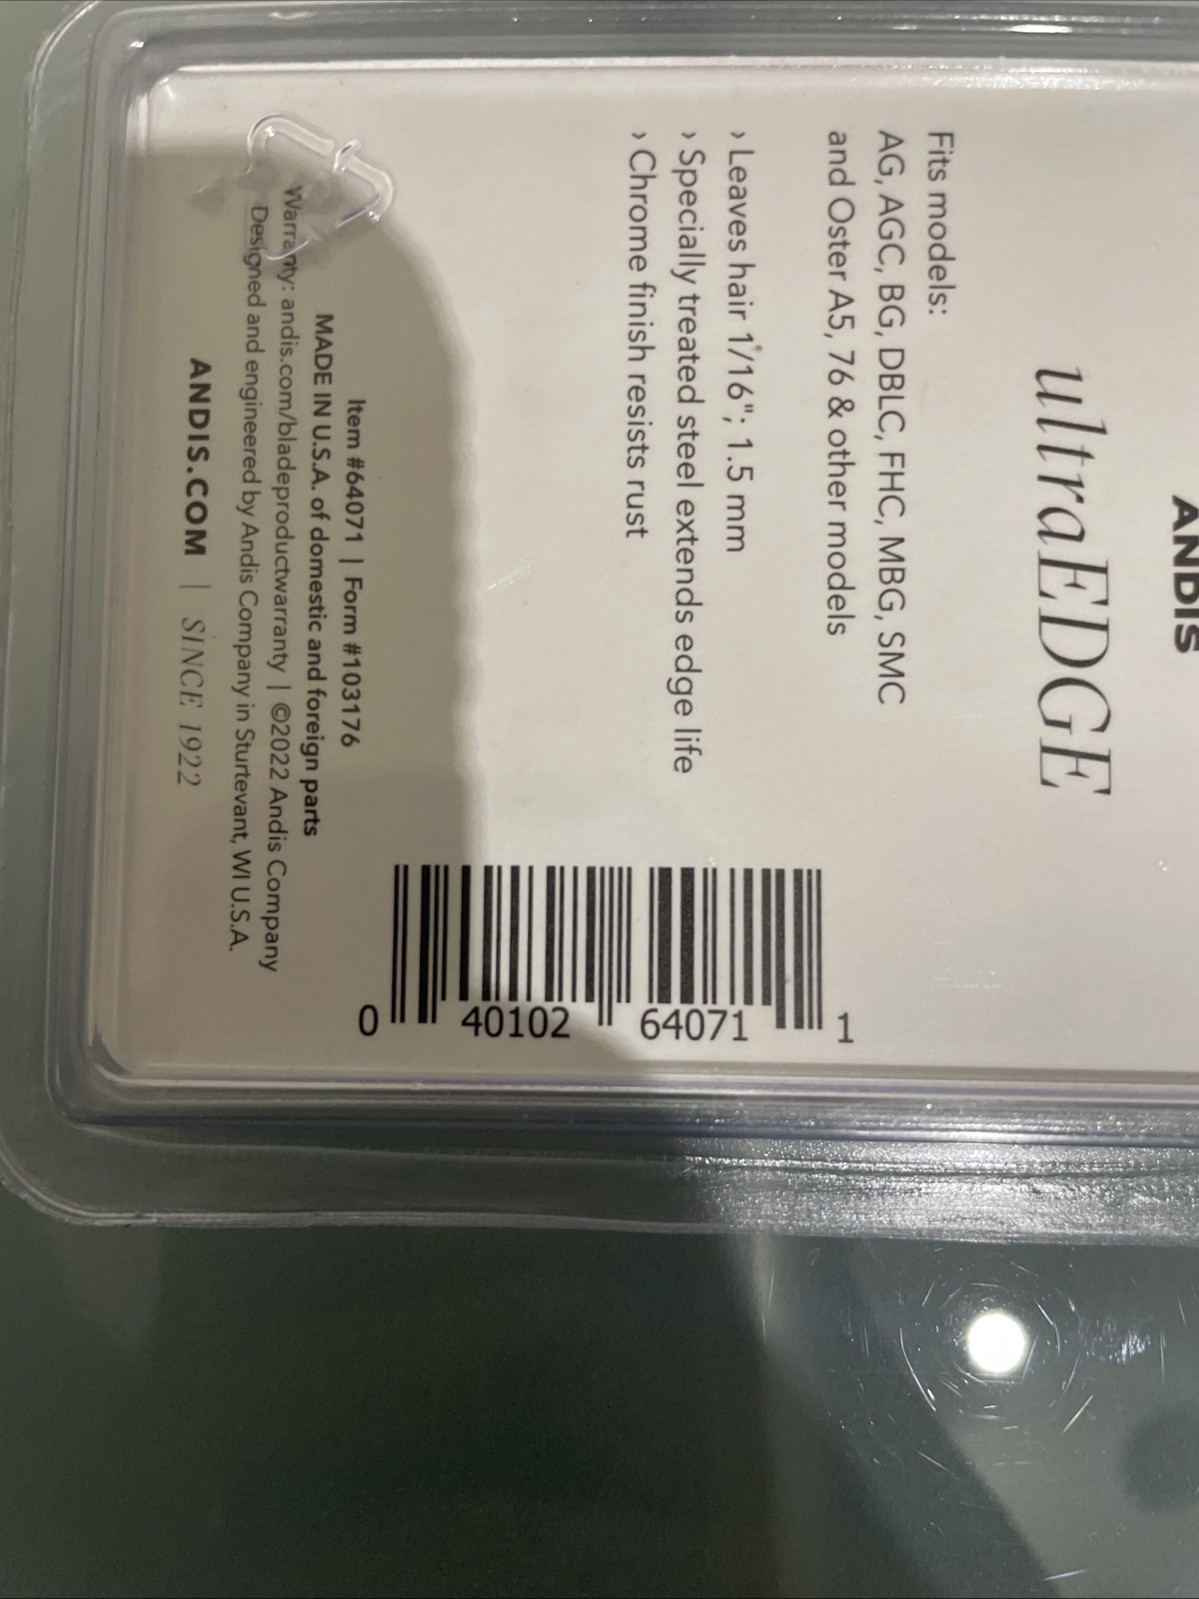 ANDIS
ultraEDGE
Fits models:
AG, AGC, BG, DBLC, FHC, MBG, SMC
and Oster A5, 76 & other models
› Leaves hair 1/16"; 1.5 mm
› Specially treated steel extends edge life
› Chrome finish resists rust
0 40102 64071 1
Item #64071 | Form #103176
MADE IN U.S.A. of domestic and foreign parts
Warranty: andis.com/bladeproductwarranty | ©2022 Andis Company
Designed and engineered by Andis Company in Sturtevant, WI U.S.A.
ANDIS.COM | SINCE 1922